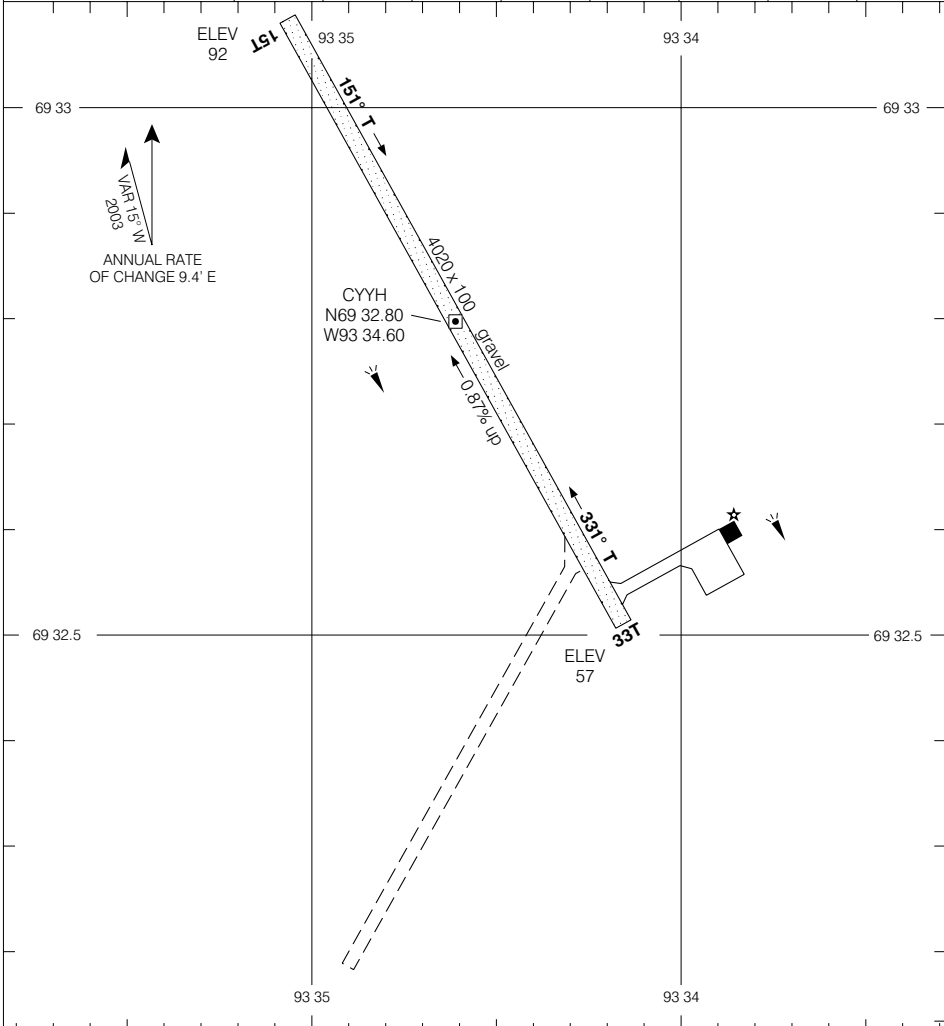 ELEV
92
15T
93 35
93 34
69 33
69 33
151° T
VAR 15° W
2003
ANNUAL RATE
OF CHANGE 9.4' E
4020 x 100
gravel
CYYH
N69 32.80
W93 34.60
0.87% up
331° T
69 32.5
69 32.5
33T
ELEV
57
93 35
93 34